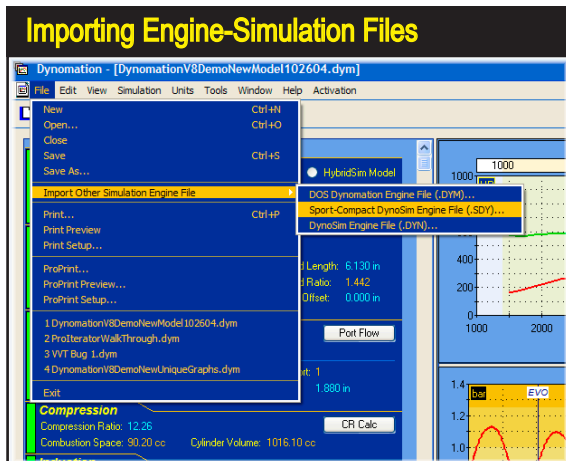 Importing Engine-Simulation Files
Dynomation - [DynomationV8DemoNewModel102604.dym]
File Edit View Simulation Units Tools Window Help Activation
New Ctrl+N
Open... Ctrl+O
Close
Save Ctrl+S
Save As...
HybridSim Model
Import Other Simulation Engine File
DOS Dynomation Engine File (.DYM)...
Sport-Compact DynoSim Engine File (.SDY)...
DynoSim Engine File (.DYN)...
Print... Ctrl+P
Print Preview
Print Setup...
ProPrint...
ProPrint Preview...
ProPrint Setup...
d Length: 6.130 in
d Ratio: 1.442
Offset: 0.000 in
1 DynomationV8DemoNewModel102604.dym
2 ProIteratorWalkThrough.dym
3 VVT Bug 1.dym
4 DynomationV8DemoNewUniqueGraphs.dym
Port Flow
rt: 1
1.880 in
Exit
Compression
Compression Ratio: 12.26
CR Calc
Combustion Space: 90.20 cc Cylinder Volume: 1016.10 cc
1000
1000
400
200
0
1000 2000
1.4
bar EVO
1.2
1.0